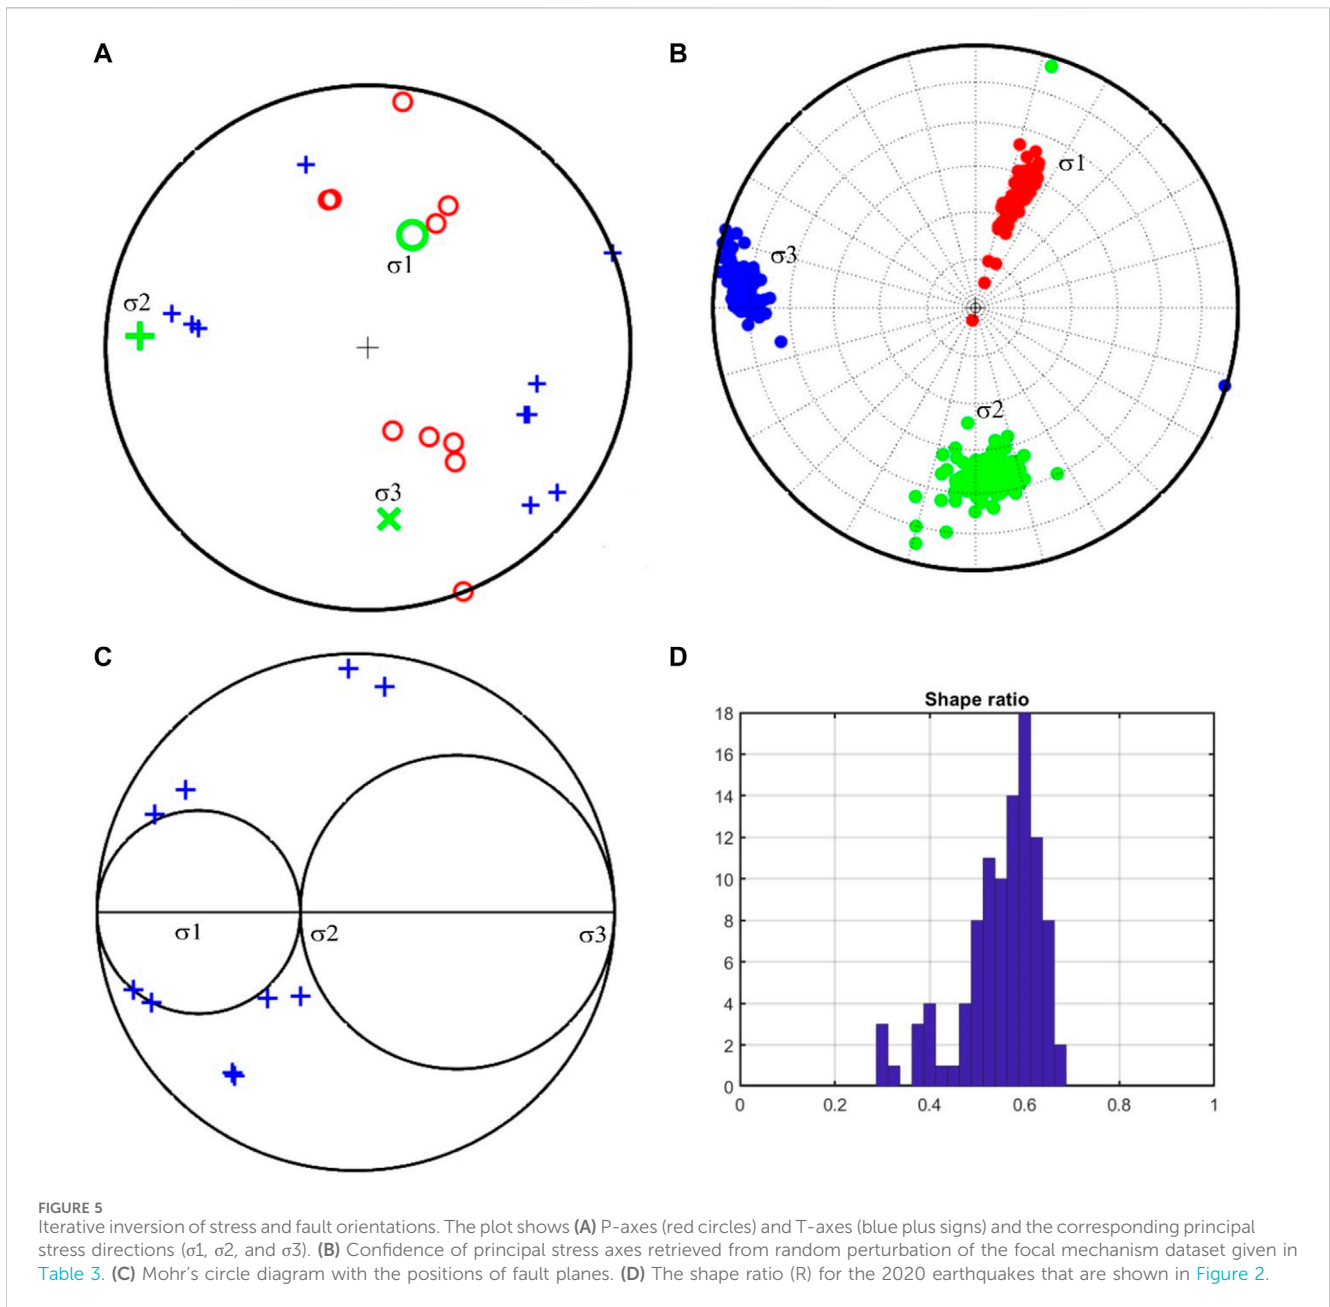 A
B
σ1
σ2
σ3
σ1
σ3
σ2
C
D
σ1
σ2
σ3
Shape ratio
18
16
14
12
10
8
6
4
2
0
0
0.2
0.4
0.6
0.8
1
FIGURE 5
Iterative inversion of stress and fault orientations. The plot shows (A) P-axes (red circles) and T-axes (blue plus signs) and the corresponding principal
stress directions (σ1, σ2, and σ3). (B) Confidence of principal stress axes retrieved from random perturbation of the focal mechanism dataset given in
Table 3. (C) Mohr's circle diagram with the positions of fault planes. (D) The shape ratio (R) for the 2020 earthquakes that are shown in Figure 2.